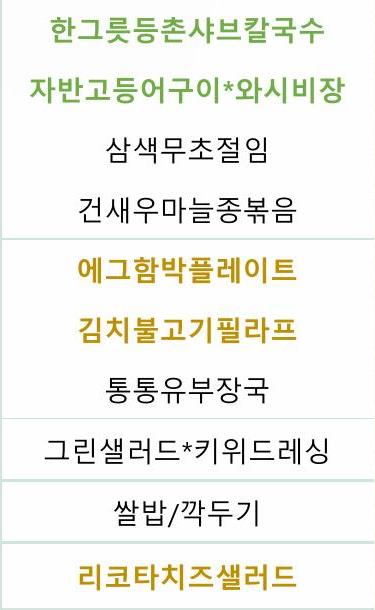 한그릇등촌샤브칼국수
자반고등어구이*와시비장
삼색무초절임
건새우마늘종볶음
에그함박플레이트
김치불고기필라프
통통유부장국
그린샐러드*키위드레싱
쌀밥/깍두기
리코타치즈샐러드